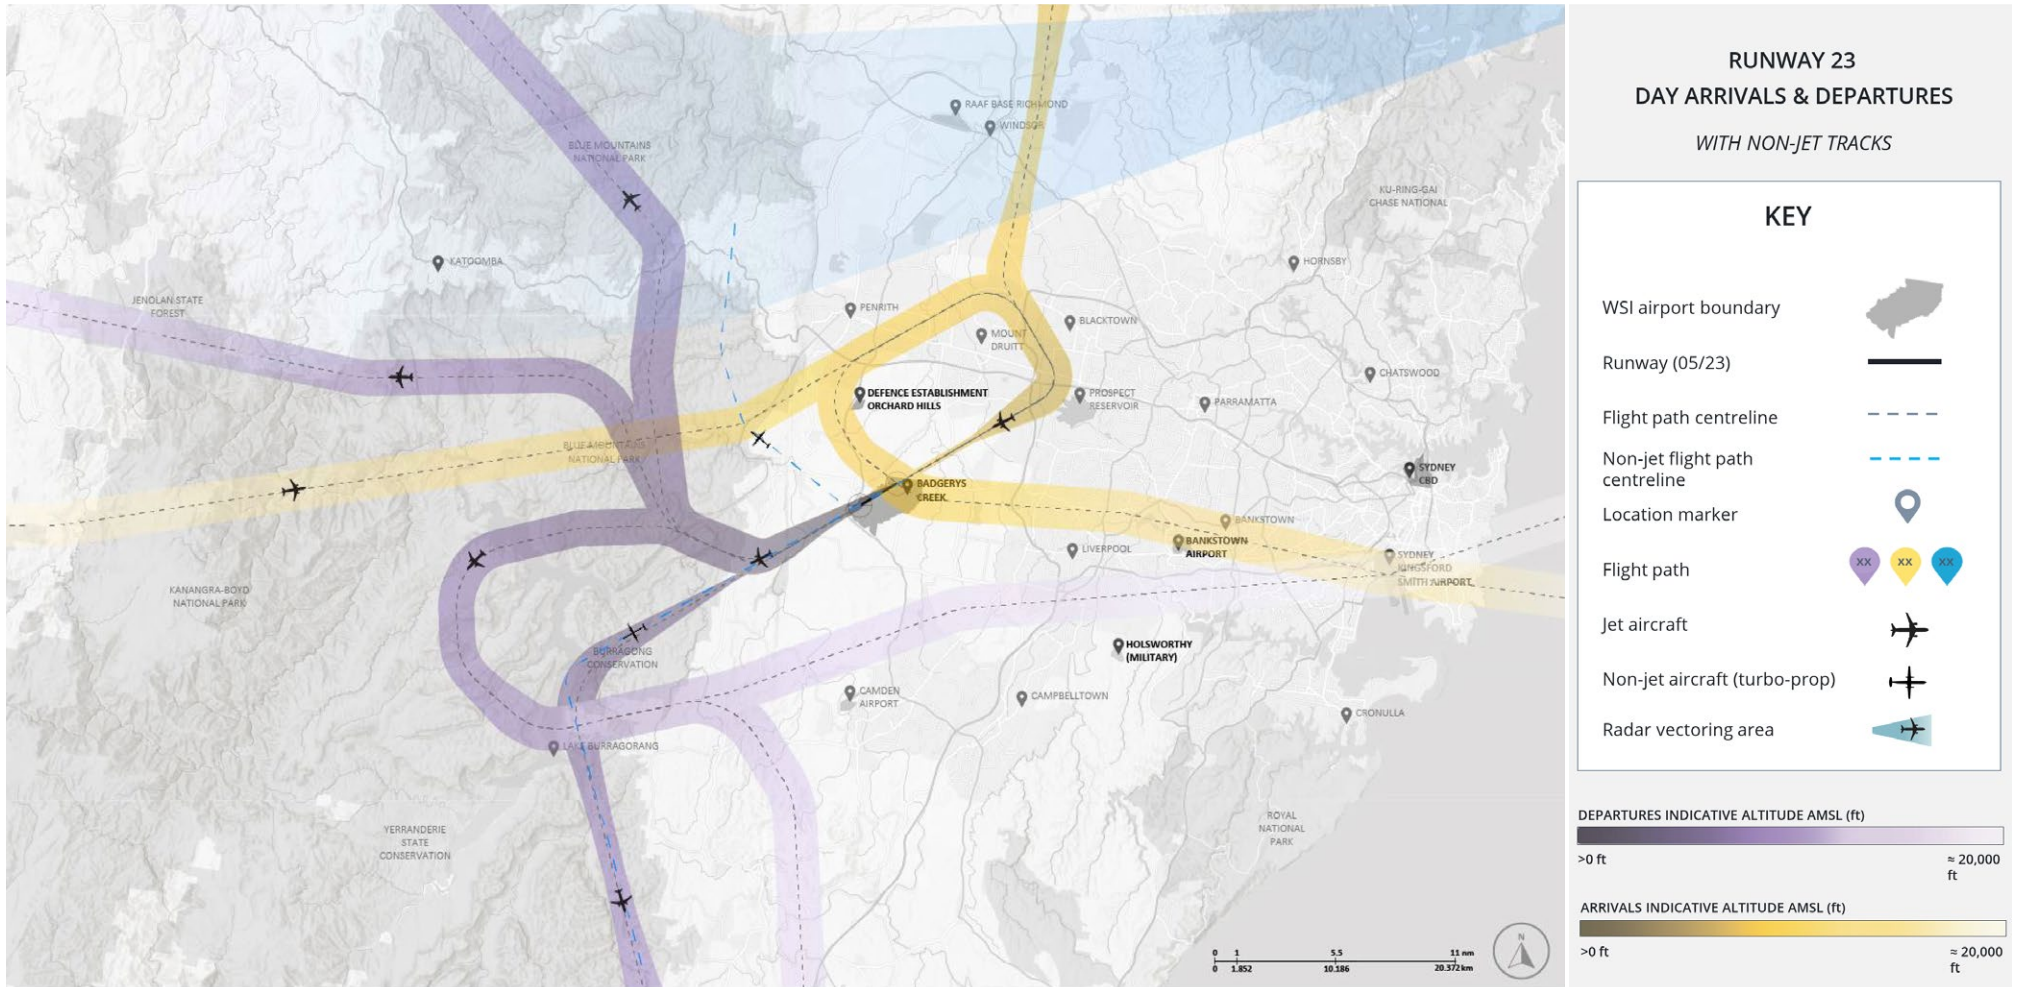 RAAF BASE RICHMOND
WINDSOR
BLUE MOUNTAINS
NATIONAL PARK
KU-RING-GAI
CHASE NATIONAL
KATOOMBA
HORNSBY
JENOLAN STATE
FOREST
PENRITH
BLACKTOWN
MOUNT
DRUITT
CHATSWOOD
DEFENCE ESTABLISHMENT
ORCHARD HILLS
PROSPECT
RESERVOIR
PARRAMATTA
BLUE MOUNTAINS
NATIONAL PARK
SYDNEY
CBD
BADGERYS
CREEK
BANKSTOWN
BANKSTOWN
AIRPORT
LIVERPOOL
SYDNEY
KINGSFORD
SMITH AIRPORT
KANANGRA-BOYD
NATIONAL PARK
HOLSWORTHY
(MILITARY)
BURRAGONG
CONSERVATION
CAMDEN
AIRPORT
CAMPBELLTOWN
CRONULLA
LAKE BURRAGORANG
YERRANDERIE
STATE
CONSERVATION
ROYAL
NATIONAL
PARK
0 1 5.5 11 nm
0 1.852 10.186 20.372km
N
RUNWAY 23
DAY ARRIVALS & DEPARTURES
WITH NON-JET TRACKS
KEY
WSI airport boundary
Runway (05/23)
Flight path centreline
Non-jet flight path
centreline
Location marker
Flight path
XX XX XX
Jet aircraft
Non-jet aircraft (turbo-prop)
Radar vectoring area
DEPARTURES INDICATIVE ALTITUDE AMSL (ft)
>0 ft ≈ 20,000
ft
ARRIVALS INDICATIVE ALTITUDE AMSL (ft)
>0 ft ≈ 20,000
ft